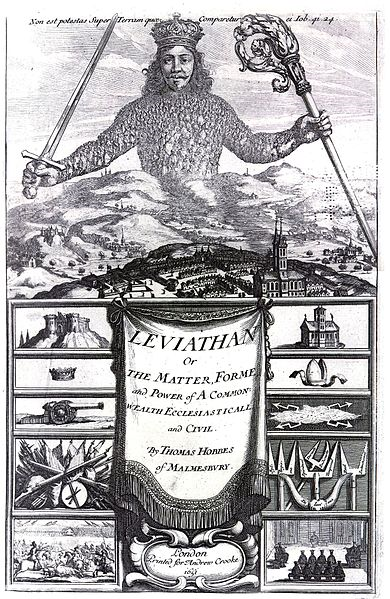 Non est potestas Super Terram quæ Comparetur ei Iob. 41. 24
LEVIATHAN
Or
THE MATTER, FORME
and POWER of A COMMON-
WEALTH ECCLESIASTICALL
and CIVIL.
By THOMAS HOBBES
of MALMESBURY.
London
Printed for Andrew Crooke
1651